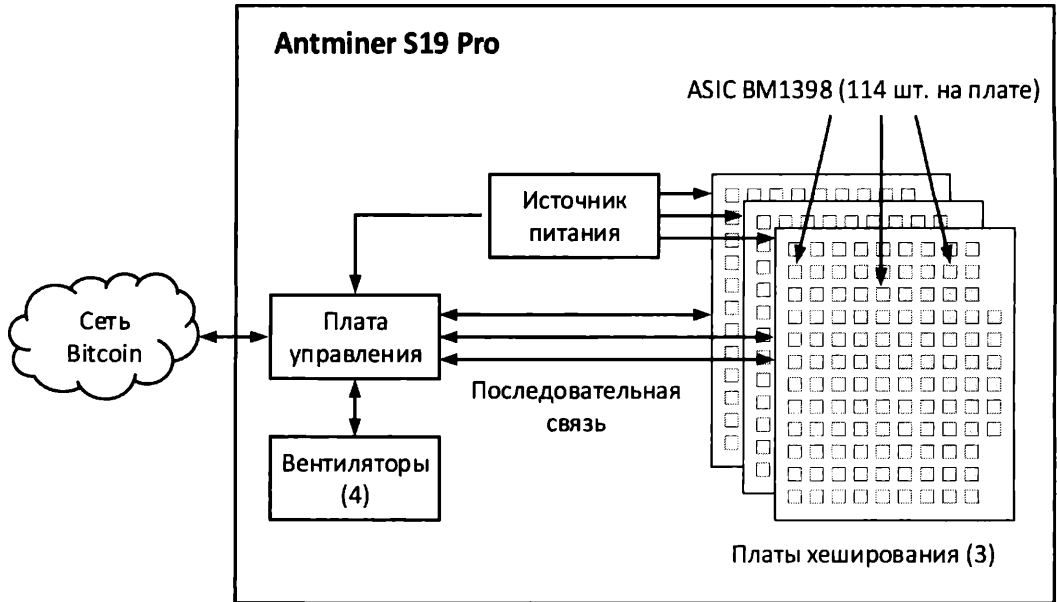 Antminer S19 Pro
ASIC BM1398 (114 шт. на плате)
Источник
питания
Сеть
Bitcoin
Плата
управления
Последовательная
связь
Вентиляторы
(4)
Платы хеширования (3)